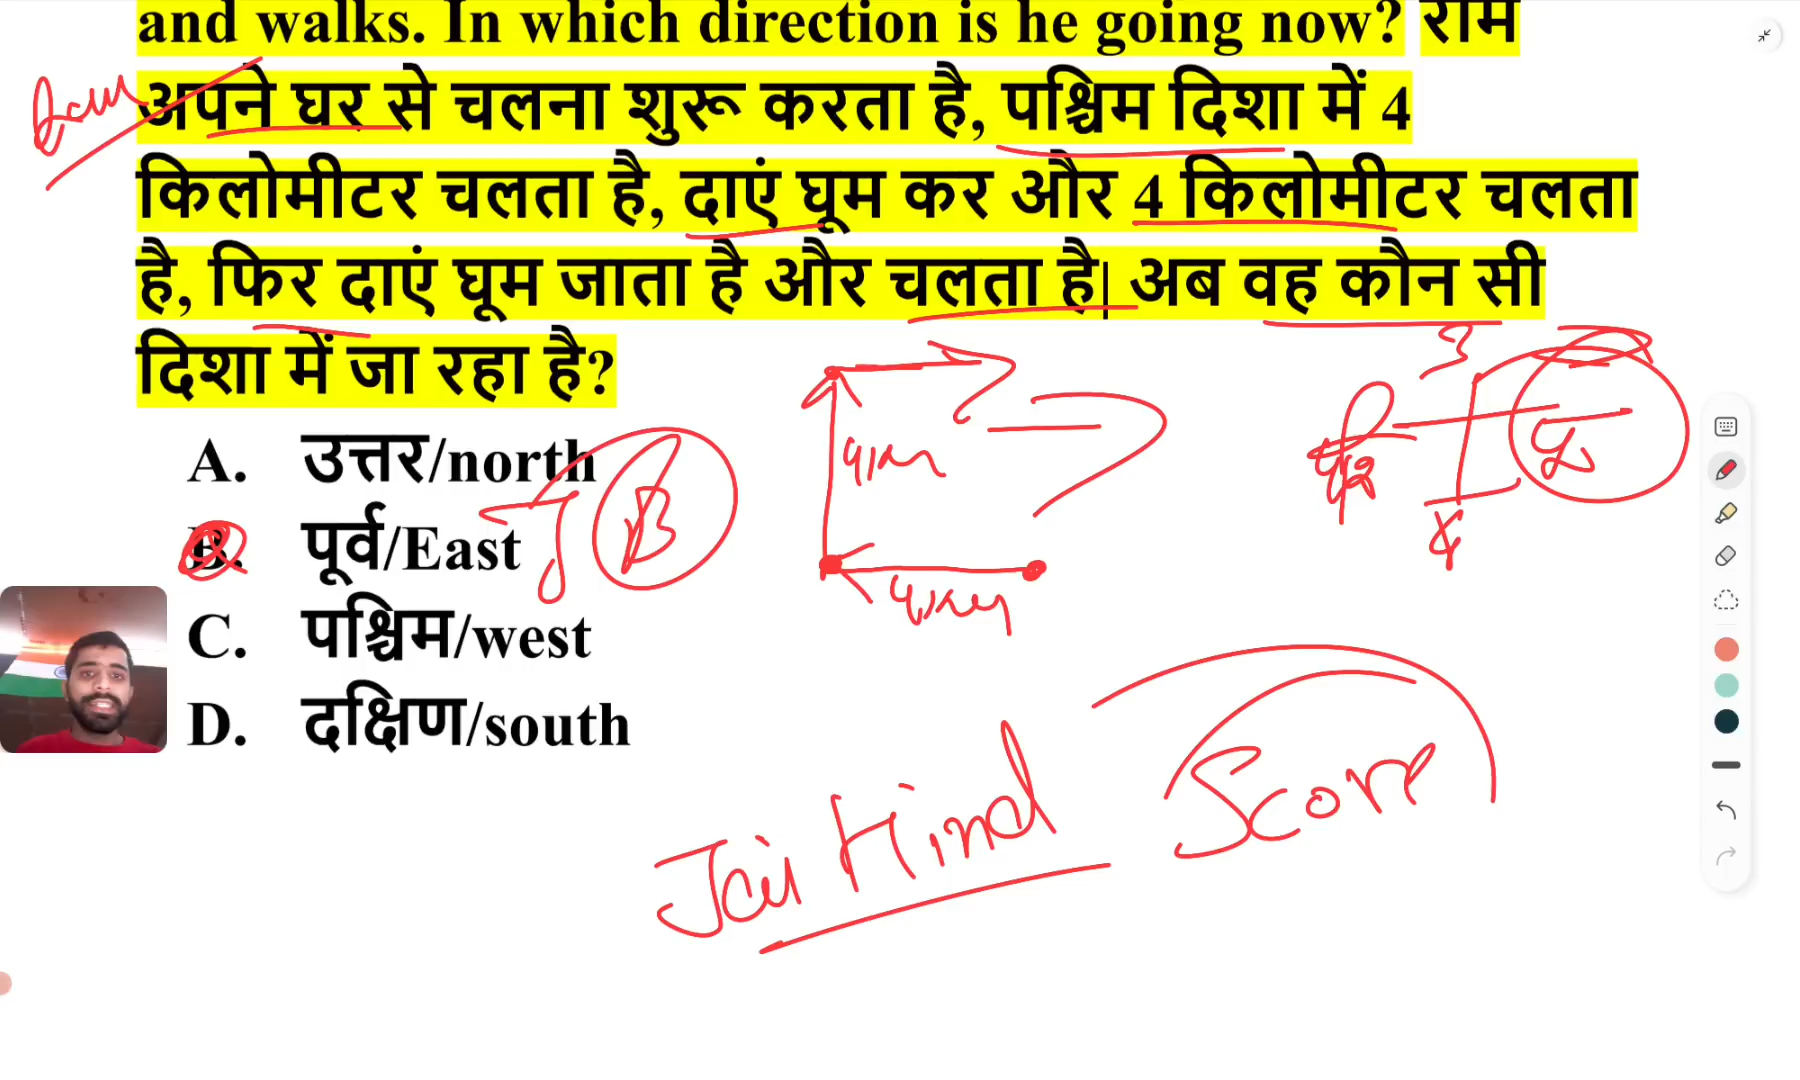 and walks. In which direction is he going now? राम
अपने घर से चलना शुरू करता है, पश्चिम दिशा में 4
किलोमीटर चलता है, दाएं घूम कर और 4 किलोमीटर चलता
है, फिर दाएं घूम जाता है और चलता है| अब वह कौन सी
दिशा में जा रहा है?
A. उत्तर/north
B. पूर्व/East
C. पश्चिम/west
D. दक्षिण/south
B
4km
4km
Jai Hind
Score